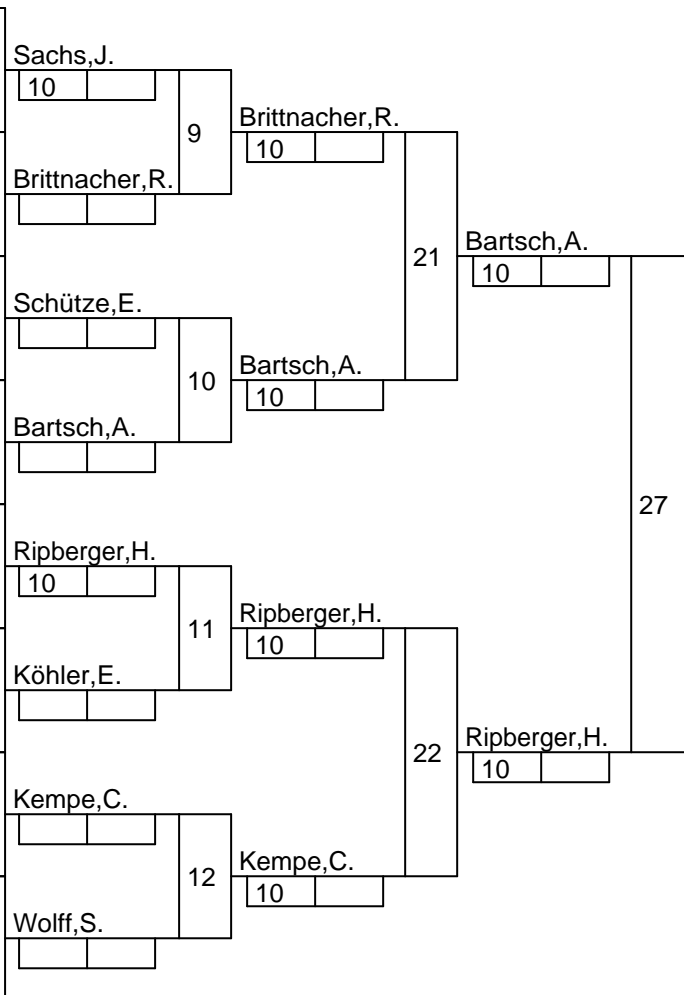 Sachs,J.
10
9
Brittnacher,R.
10
Brittnacher,R.
21
Bartsch,A.
10
Schütze,E.
10
Bartsch,A.
10
Bartsch,A.
27
Ripberger,H.
10
11
Ripberger,H.
10
Köhler,E.
22
Ripberger,H.
10
Kempe,C.
12
Kempe,C.
10
Wolff,S.